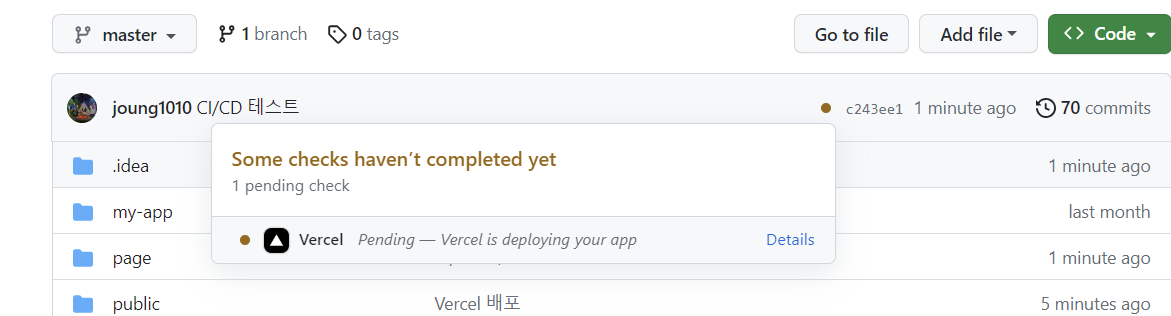 master 1 branch 0 tags Go to file Add file Code
joung1010 CI/CD 테스트 c243ee1 1 minute ago 70 commits
Some checks haven't completed yet
1 pending check
.idea 1 minute ago
my-app last month
Vercel Pending — Vercel is deploying your app Details
page 1 minute ago
public Vercel 배포 5 minutes ago